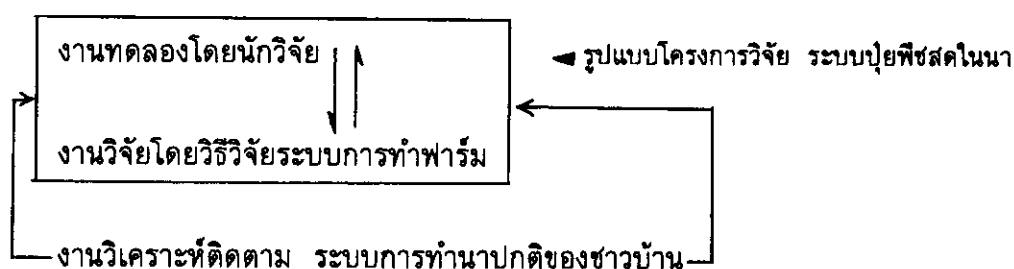 งานทดลองโดยนักวิจัย
◄ รูปแบบโครงการวิจัย ระบบปุ๋ยพืชสดในนา
งานวิจัยโดยวิธีวิจัยระบบการทำฟาร์ม
งานวิเคราะห์ติดตาม ระบบการทำนาปกติของชาวบ้าน